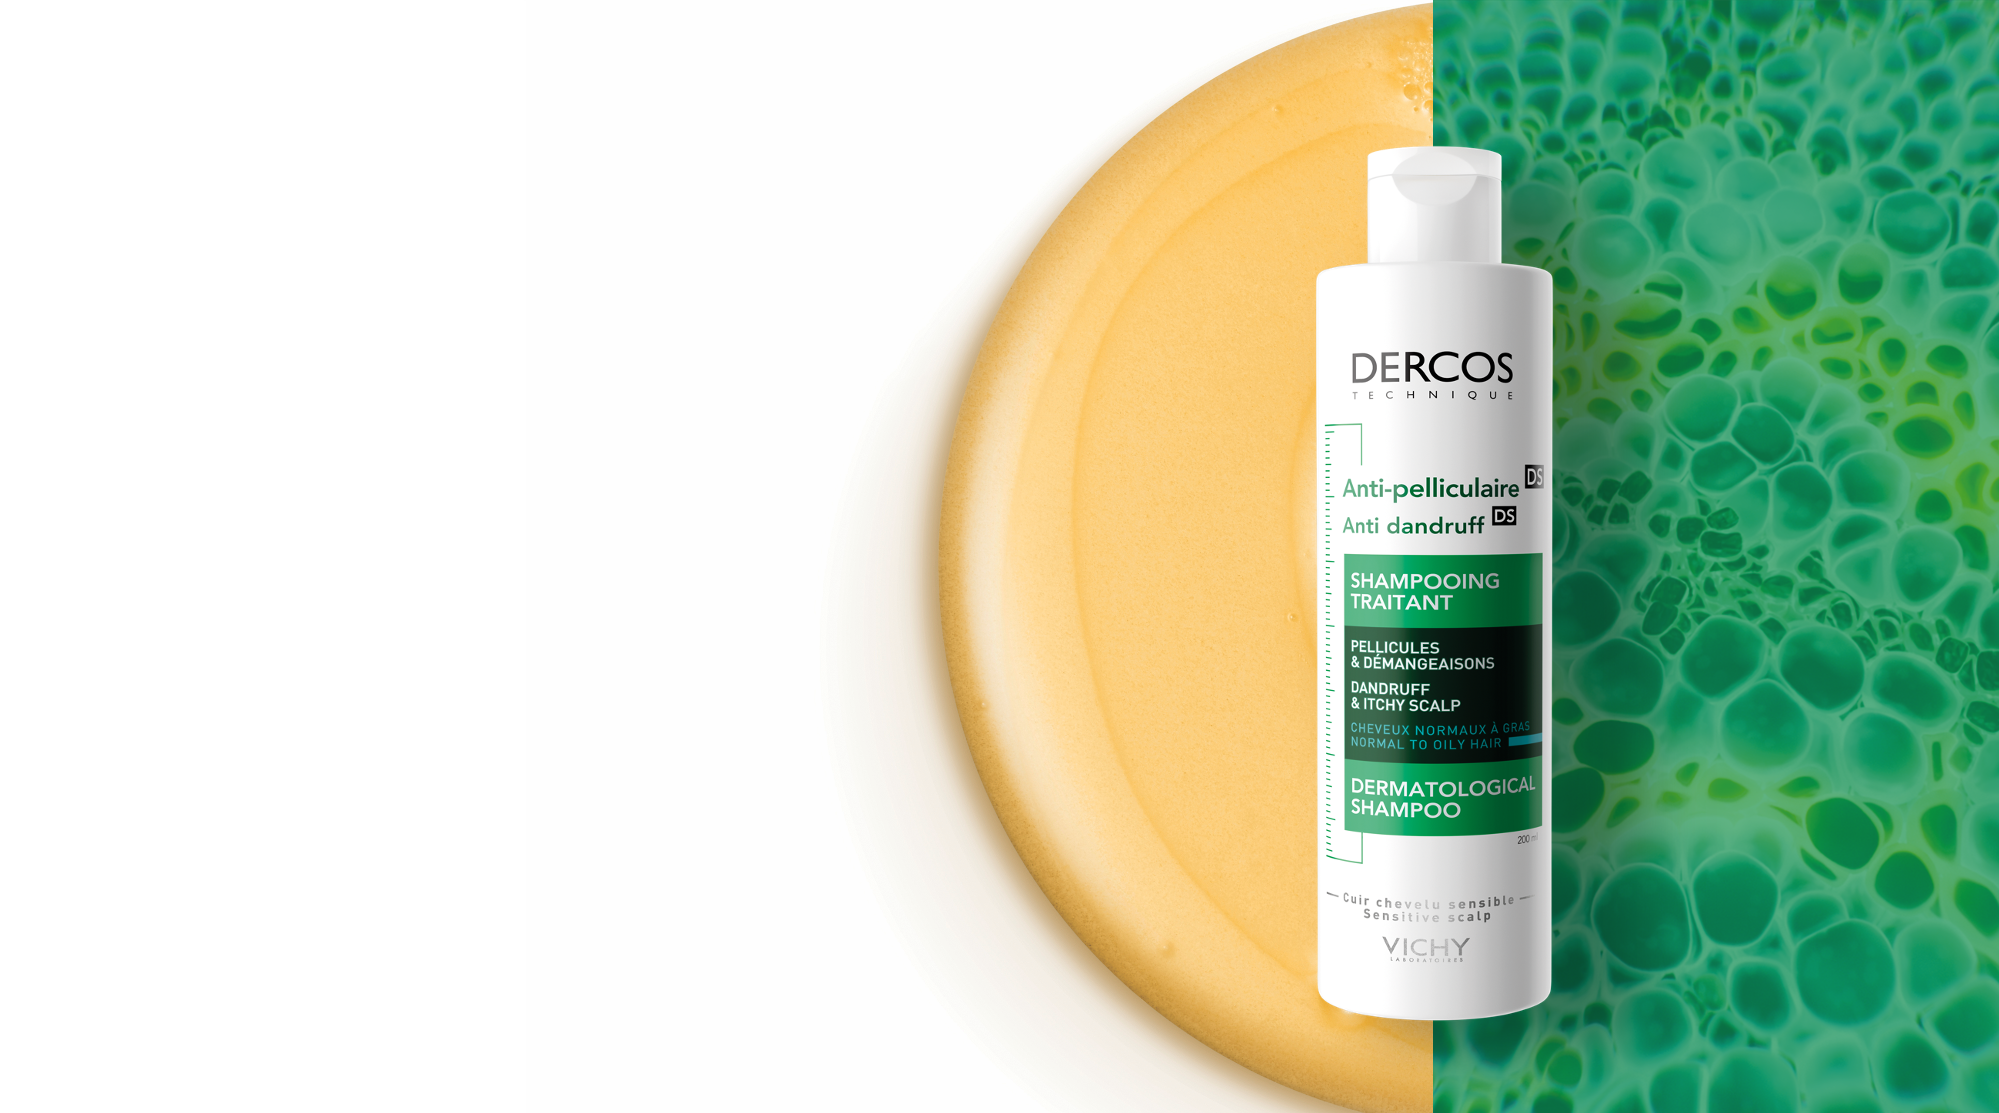 DERCOS
TECHNIQUE
Anti-pelliculaire DS
Anti dandruff DS
SHAMPOOING
TRAITANT
PELLICULES
& DÉMANGEAISONS
DANDRUFF
& ITCHY SCALP
CHEVEUX NORMAUX À GRAS
NORMAL TO OILY HAIR
DERMATOLOGICAL
SHAMPOO
200 ml
Cuir chevelu sensible
Sensitive scalp
VICHY
LABORATOIRES